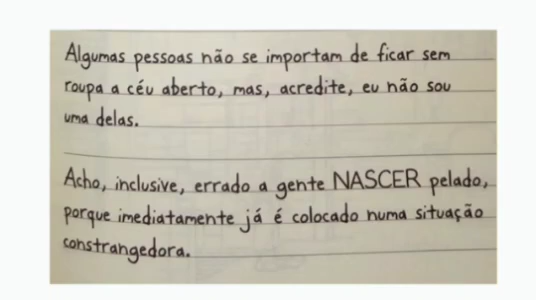 Algumas pessoas não se importam de ficar sem
roupa a céu aberto, mas, acredite, eu não sou
uma delas.
Acho, inclusive, errado a gente NASCER pelado,
porque imediatamente já é colocado numa situação
constrangedora.